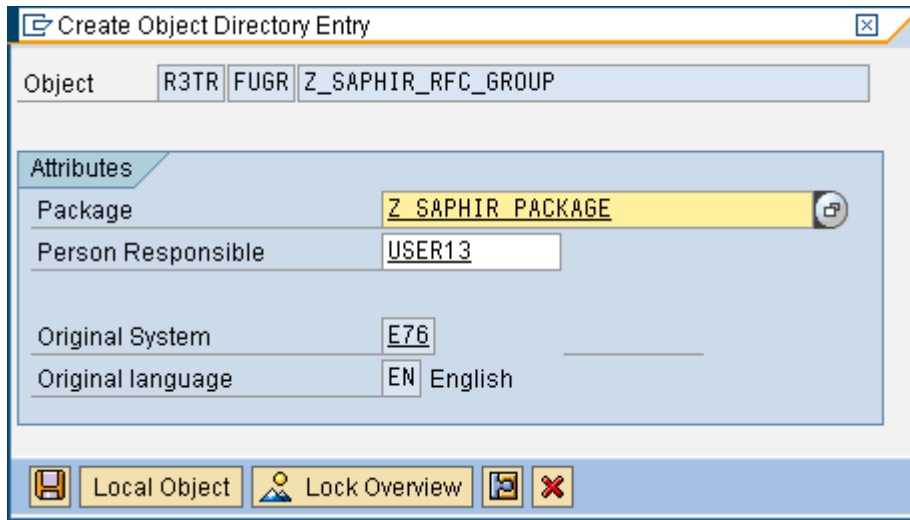 Create Object Directory Entry
Object R3TR FUGR Z_SAPHIR_RFC_GROUP
Attributes
Package Z_SAPHIR_PACKAGE
Person Responsible USER13
Original System E76
Original language EN English
Local Object Lock Overview